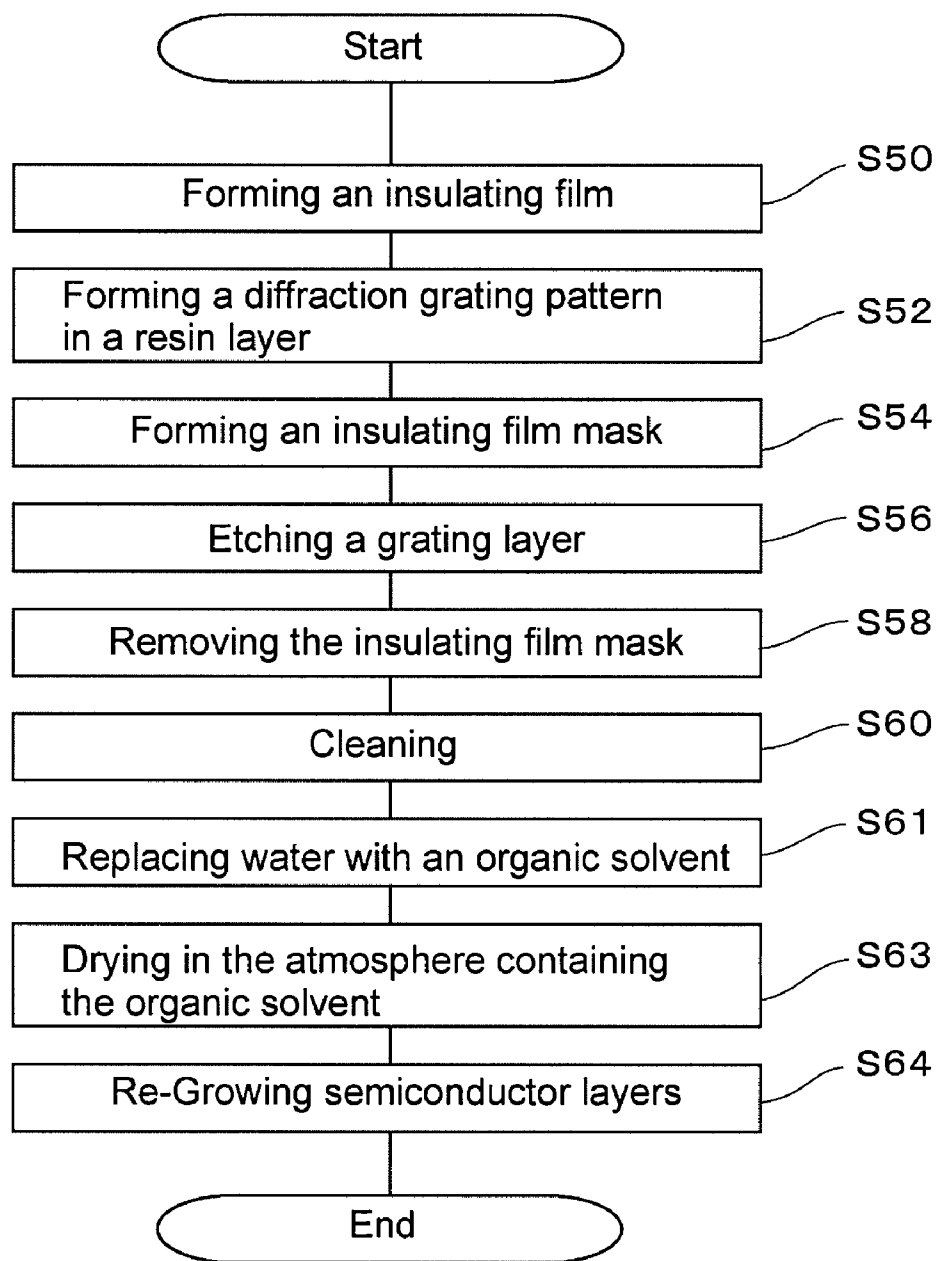 Start
S50
Forming an insulating film
Forming a diffraction grating pattern
in a resin layer
S52
Forming an insulating film mask
S54
Etching a grating layer
S56
Removing the insulating film mask
S58
Cleaning
S60
Replacing water with an organic solvent
S61
Drying in the atmosphere containing
the organic solvent
S63
Re-Growing semiconductor layers
S64
End